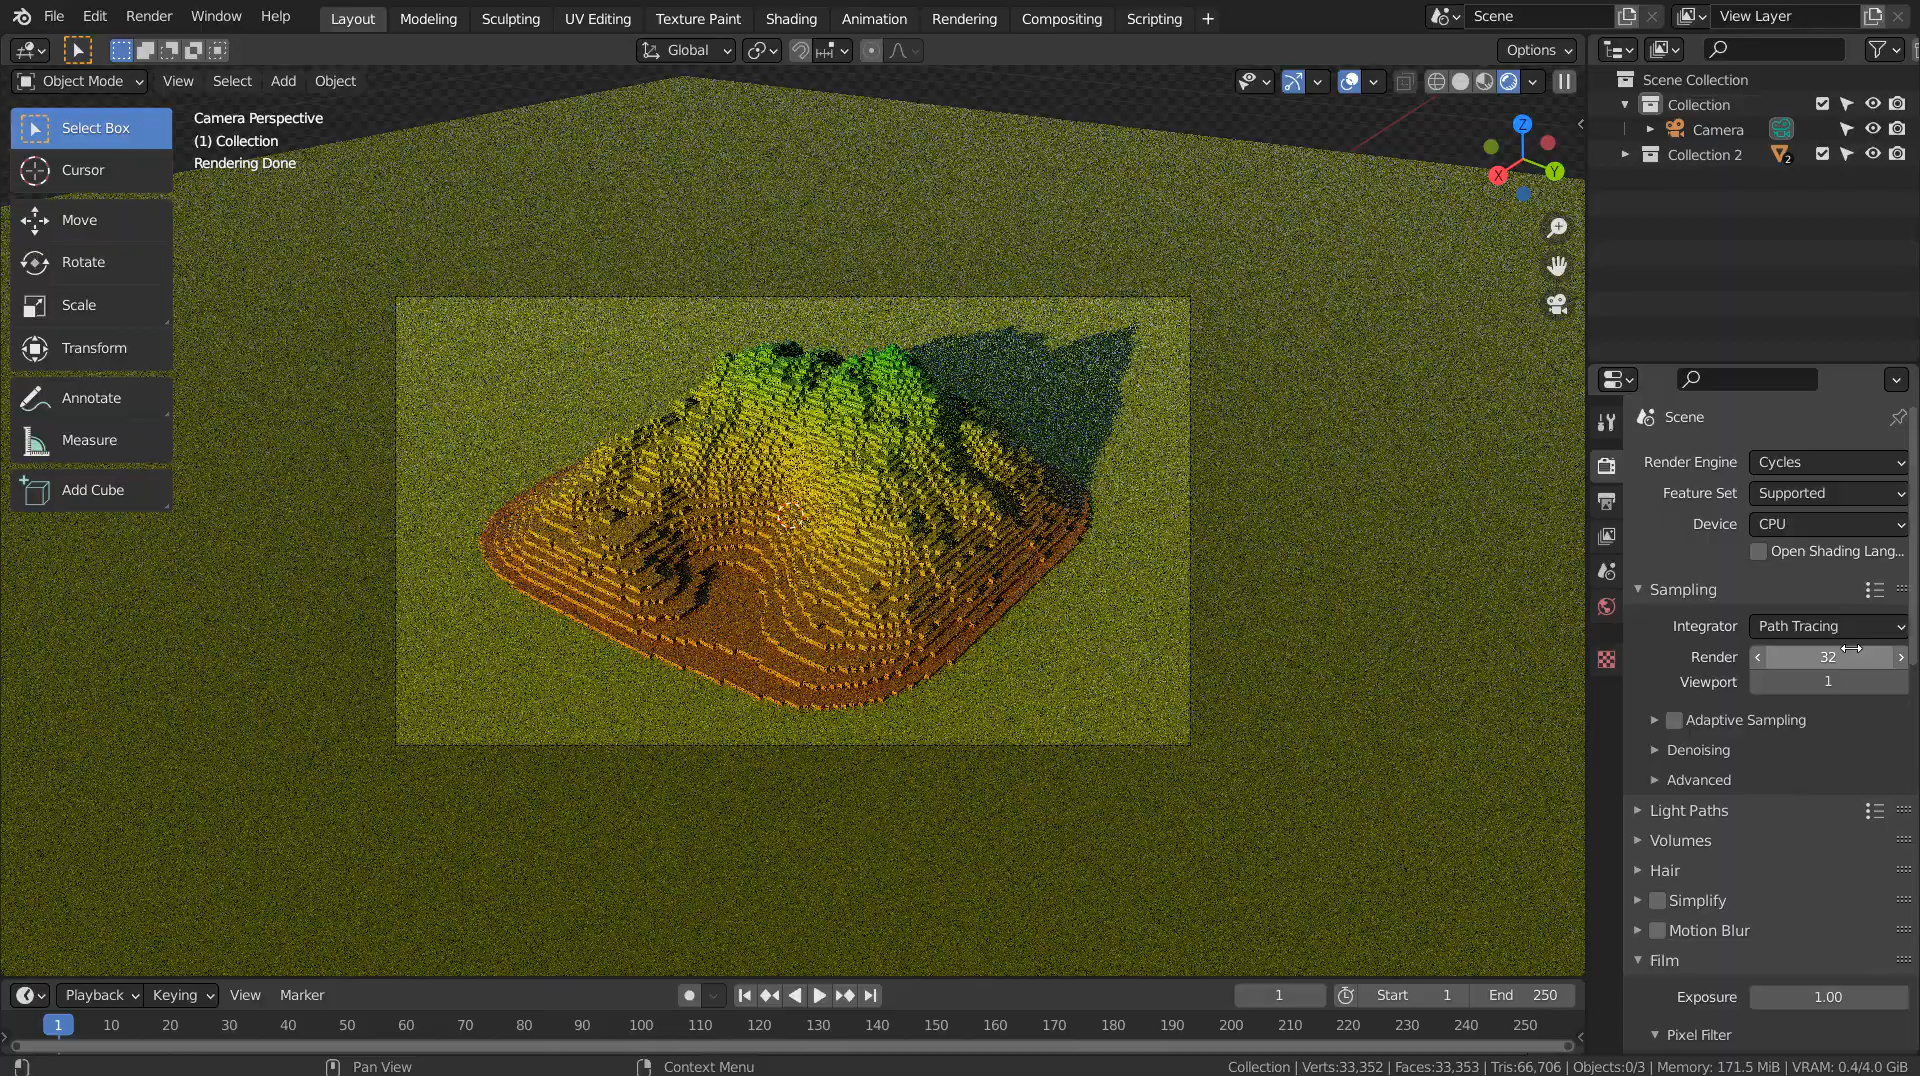 File Edit Render Window Help Layout Modeling Sculpting UV Editing Texture Paint Shading Animation Rendering Compositing Scripting + Scene View Layer
Global Options
Object Mode View Select Add Object
Scene Collection
Collection
Camera
Collection 2 2
Select Box
Cursor
Move
Rotate
Scale
Transform
Annotate
Measure
Add Cube
Camera Perspective
(1) Collection
Rendering Done
Z
X
Y
Scene
Render Engine Cycles
Feature Set Supported
Device CPU
Open Shading Lang...
Sampling
Integrator Path Tracing
Render 32
Viewport 1
Adaptive Sampling
Denoising
Advanced
Light Paths
Volumes
Hair
Simplify
Motion Blur
Film
Exposure 1.00
Pixel Filter
Playback Keying View Marker 1 Start 1 End 250
1 10 20 30 40 50 60 70 80 90 100 110 120 130 140 150 160 170 180 190 200 210 220 230 240 250
Pan View Context Menu Collection | Verts:33,352 | Faces:33,353 | Tris:66,706 | Objects:0/3 | Memory: 171.5 MiB | VRAM: 0.4/4.0 GiB